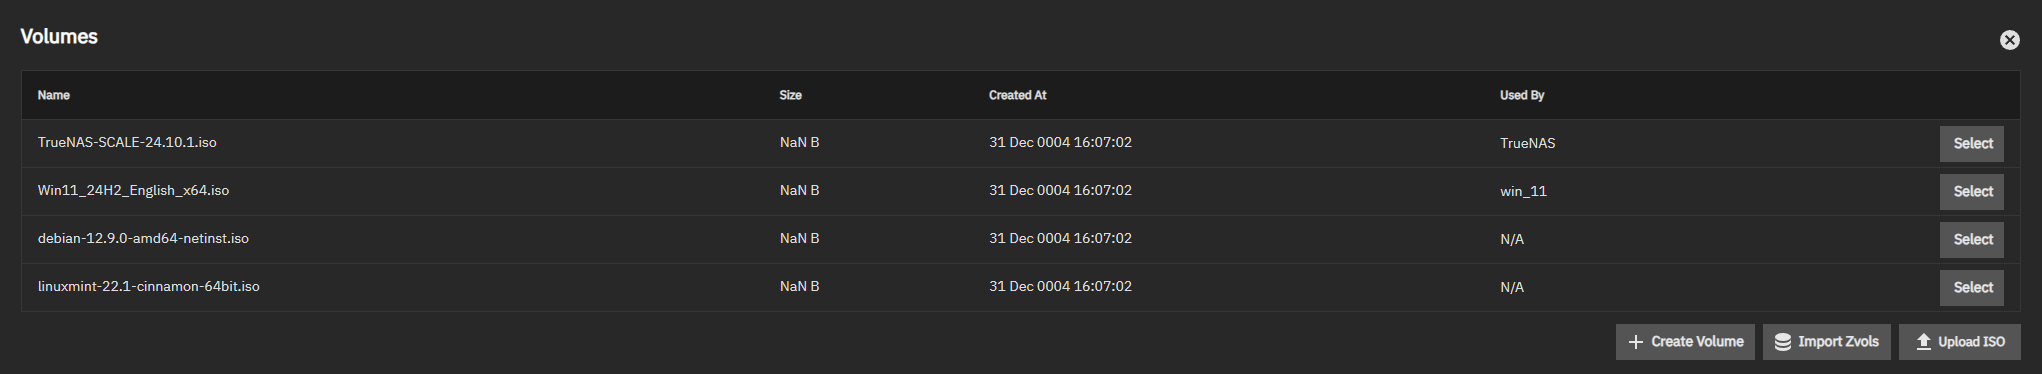 Volumes
Name Size Created At Used By
TrueNAS-SCALE-24.10.1.iso NaN B 31 Dec 0004 16:07:02 TrueNAS Select
Win11_24H2_English_x64.iso NaN B 31 Dec 0004 16:07:02 win_11 Select
debian-12.9.0-amd64-netinst.iso NaN B 31 Dec 0004 16:07:02 N/A Select
linuxmint-22.1-cinnamon-64bit.iso NaN B 31 Dec 0004 16:07:02 N/A Select
Create Volume Import Zvols Upload ISO